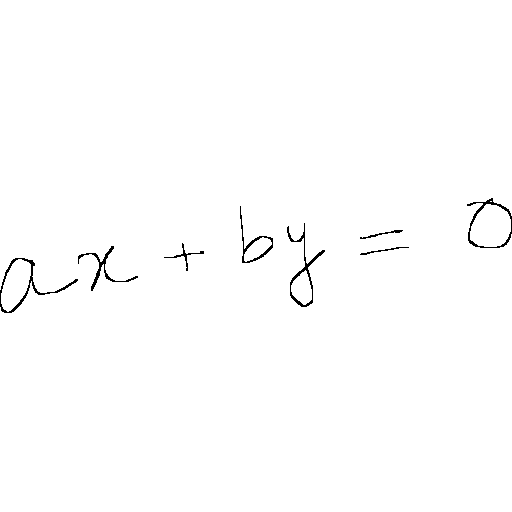 ax + by = 0